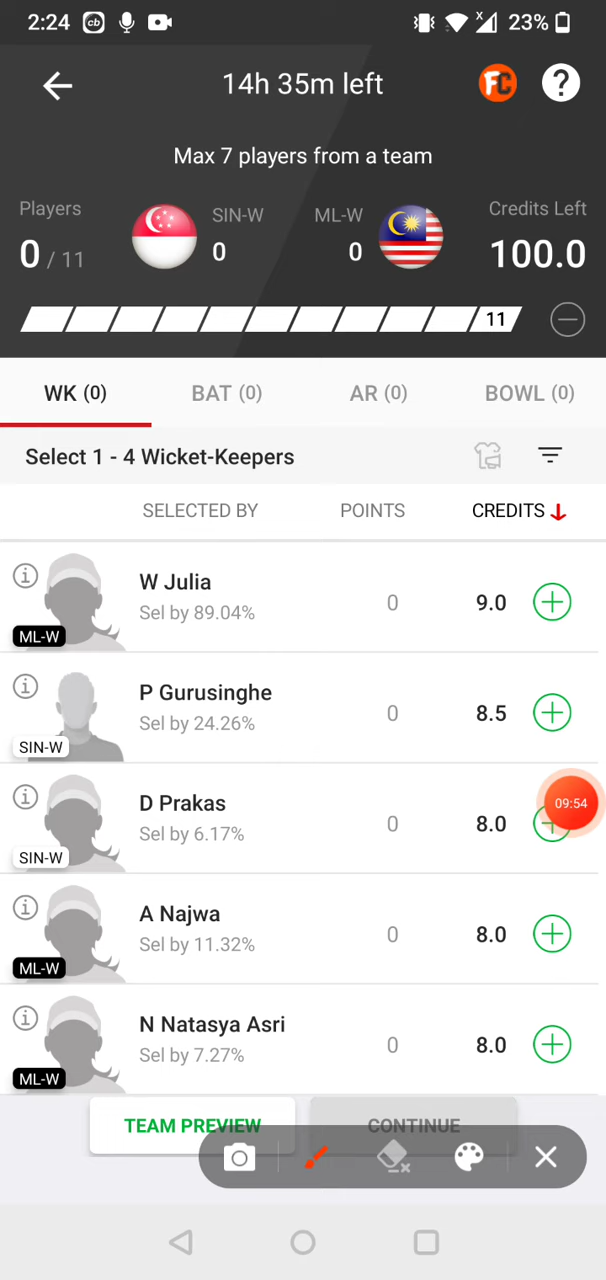 2:24 cb 23%
14h 35m left FC ?
Max 7 players from a team
Players SIN-W ML-W Credits Left
0 / 11 0 0 100.0
11
WK (0) BAT (0) AR (0) BOWL (0)
Select 1 - 4 Wicket-Keepers
SELECTED BY POINTS CREDITS
W Julia
Sel by 89.04% 0 9.0
ML-W
P Gurusinghe
Sel by 24.26% 0 8.5
SIN-W
D Prakas
Sel by 6.17% 0 8.0 09:54
SIN-W
A Najwa
Sel by 11.32% 0 8.0
ML-W
N Natasya Asri
Sel by 7.27% 0 8.0
ML-W
TEAM PREVIEW CONTINUE